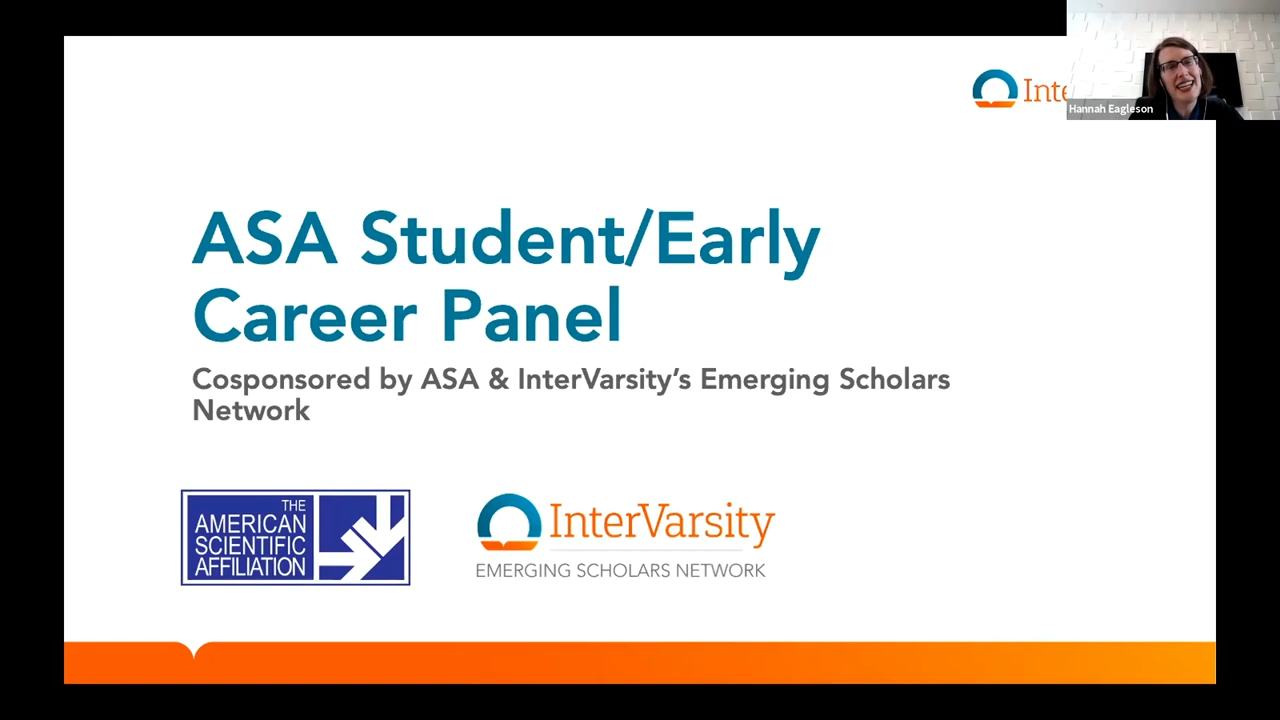 Inte
Hannah Eagleson
ASA Student/Early
Career Panel
Cosponsored by ASA & InterVarsity’s Emerging Scholars
Network
THE
AMERICAN
SCIENTIFIC
AFFILIATION
InterVarsity
EMERGING SCHOLARS NETWORK